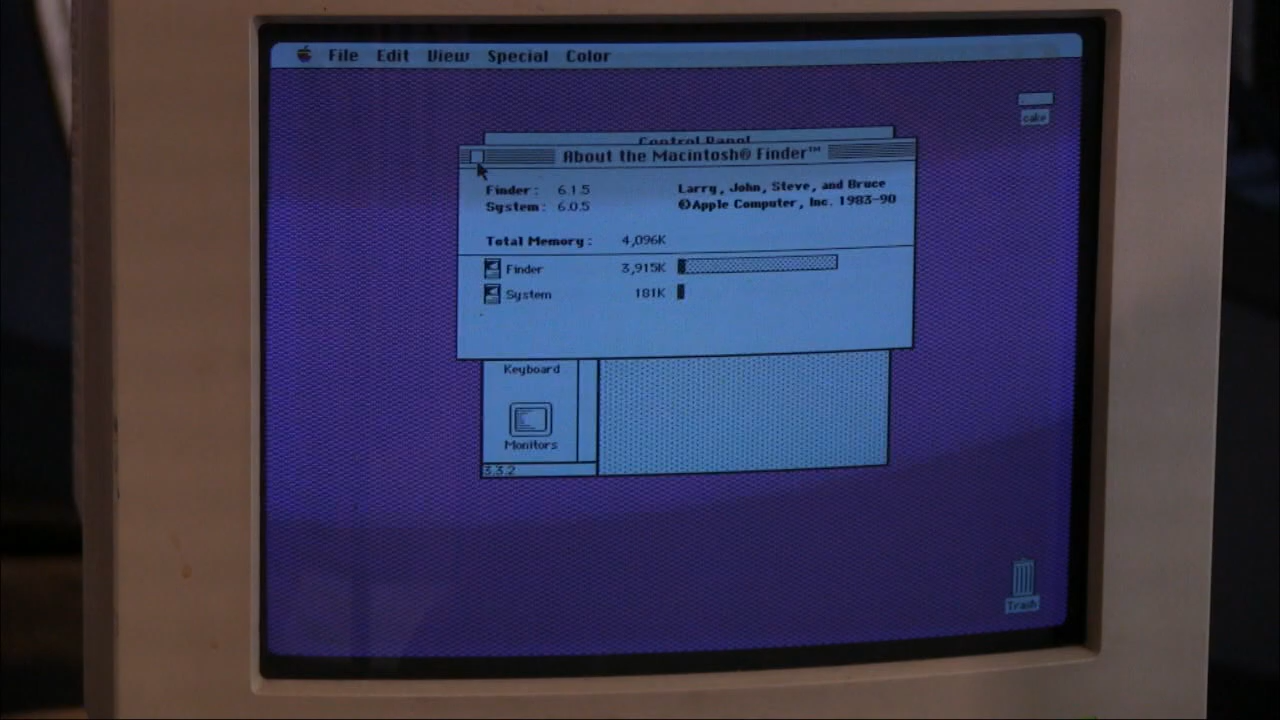 File Edit View Special Color
cake
Control Panel
About the Macintosh® Finder™
Finder: 6.1.5 Larry, John, Steve, and Bruce
System: 6.0.5 ©Apple Computer, Inc. 1983-90
Total Memory: 4,096K
Finder 3,915K
System 181K
Keyboard
Monitors
3.3.2
Trash